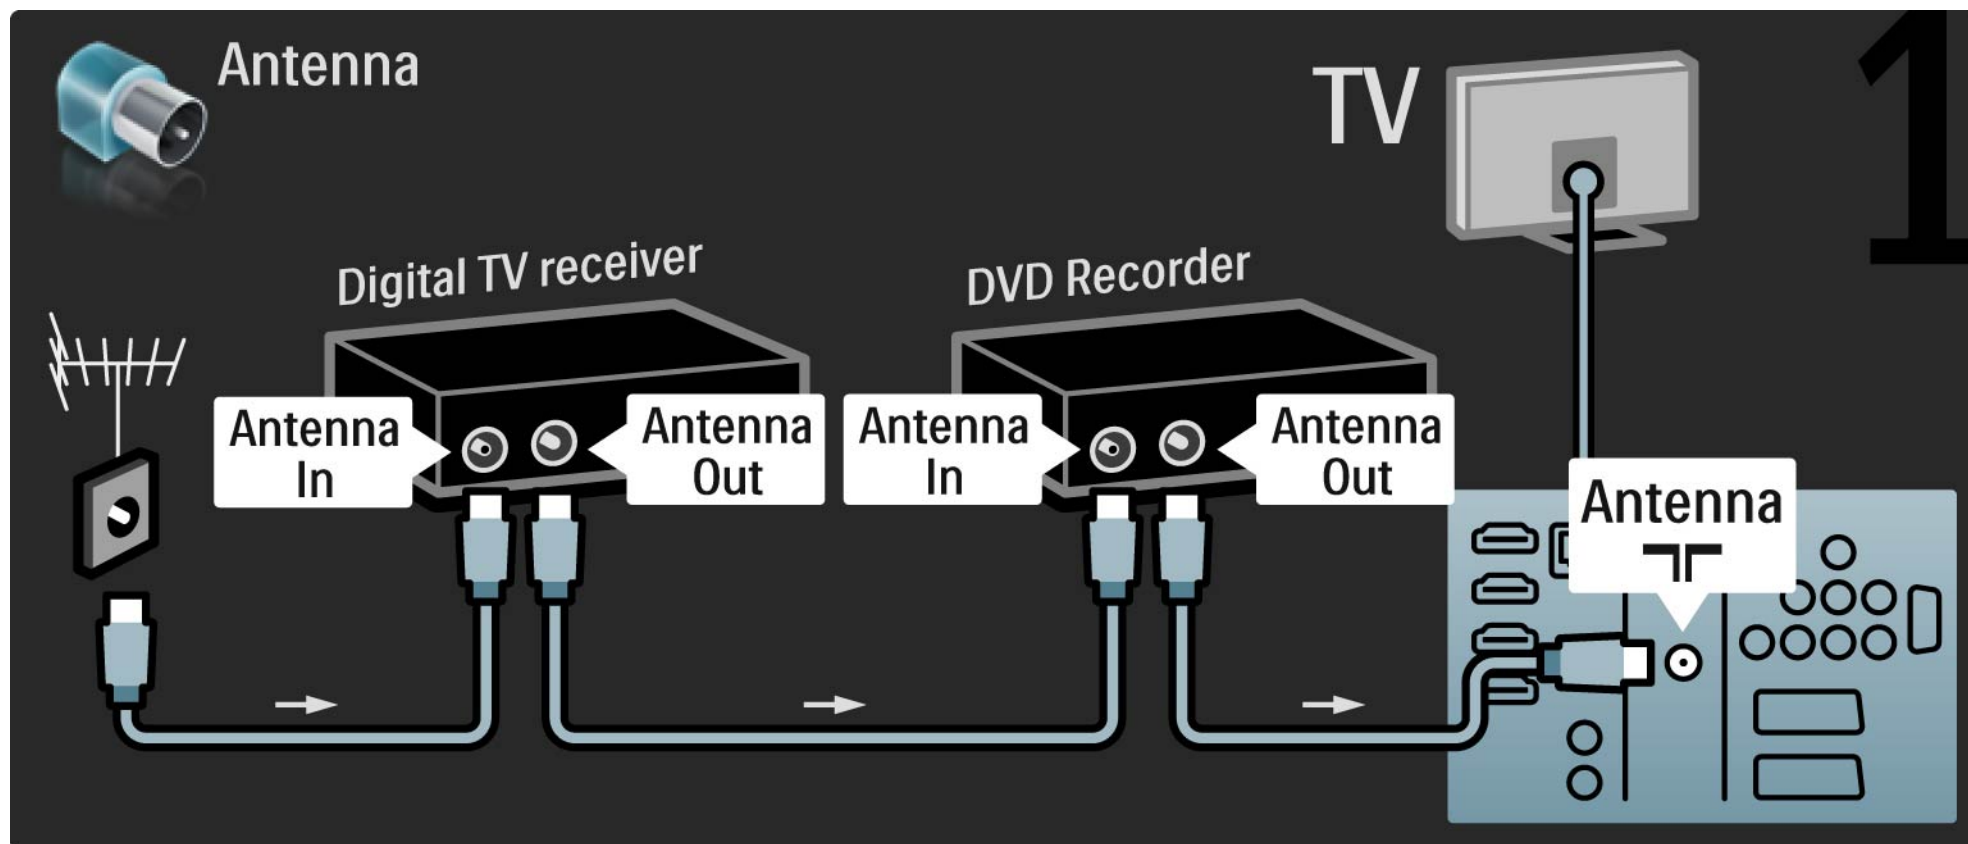 Antenna
TV
1
Digital TV receiver
DVD Recorder
Antenna
In
Antenna
Out
Antenna
In
Antenna
Out
Antenna